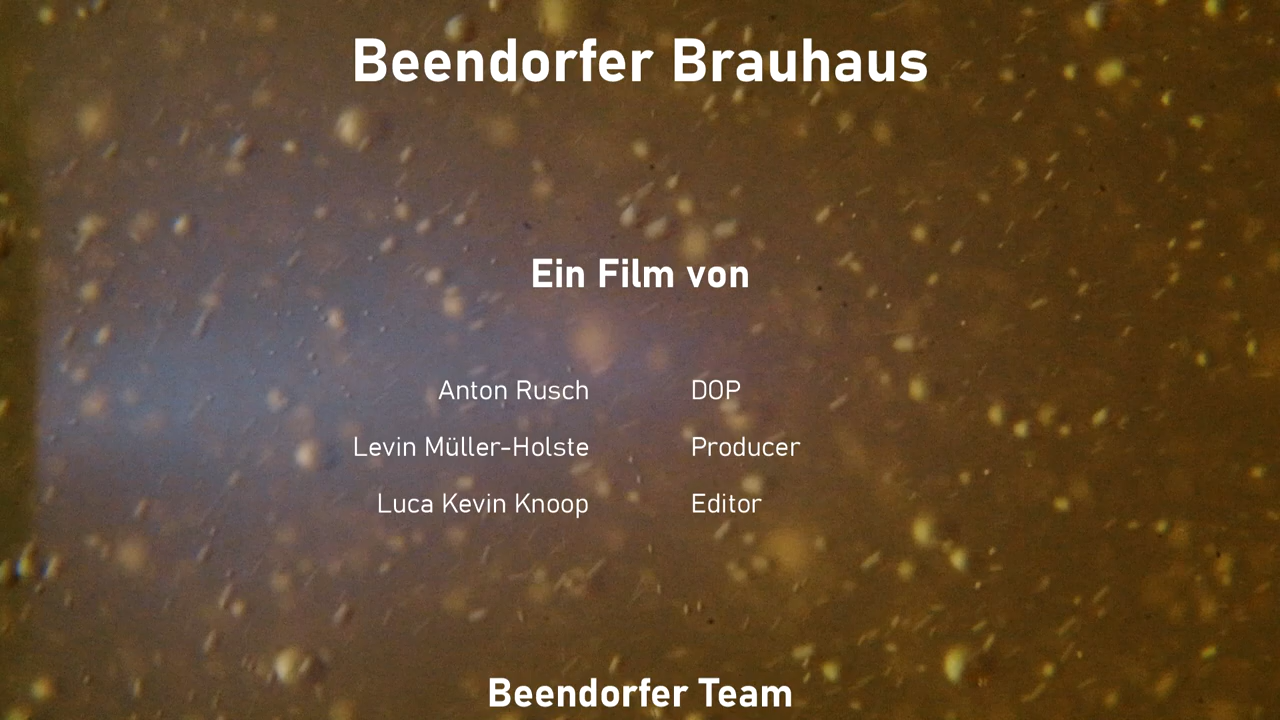 Beendorfer Brauhaus
Ein Film von
Anton Rusch DOP
Levin Müller-Holste Producer
Luca Kevin Knoop Editor
Beendorfer Team